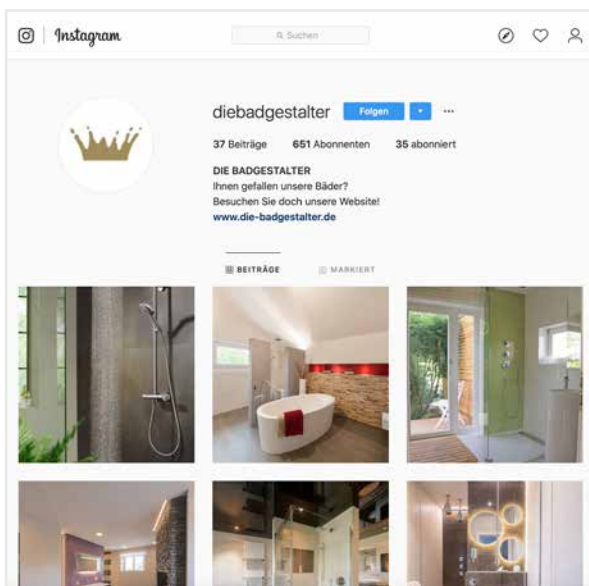 Instagram
Suchen
diebadgestalter Folgen
37 Beiträge 651 Abonnenten 35 abonniert
DIE BADGESTALTER
Ihnen gefallen unsere Bäder?
Besuchen Sie doch unsere Website!
www.die-badgestalter.de
BEITRÄGE MARKIERT